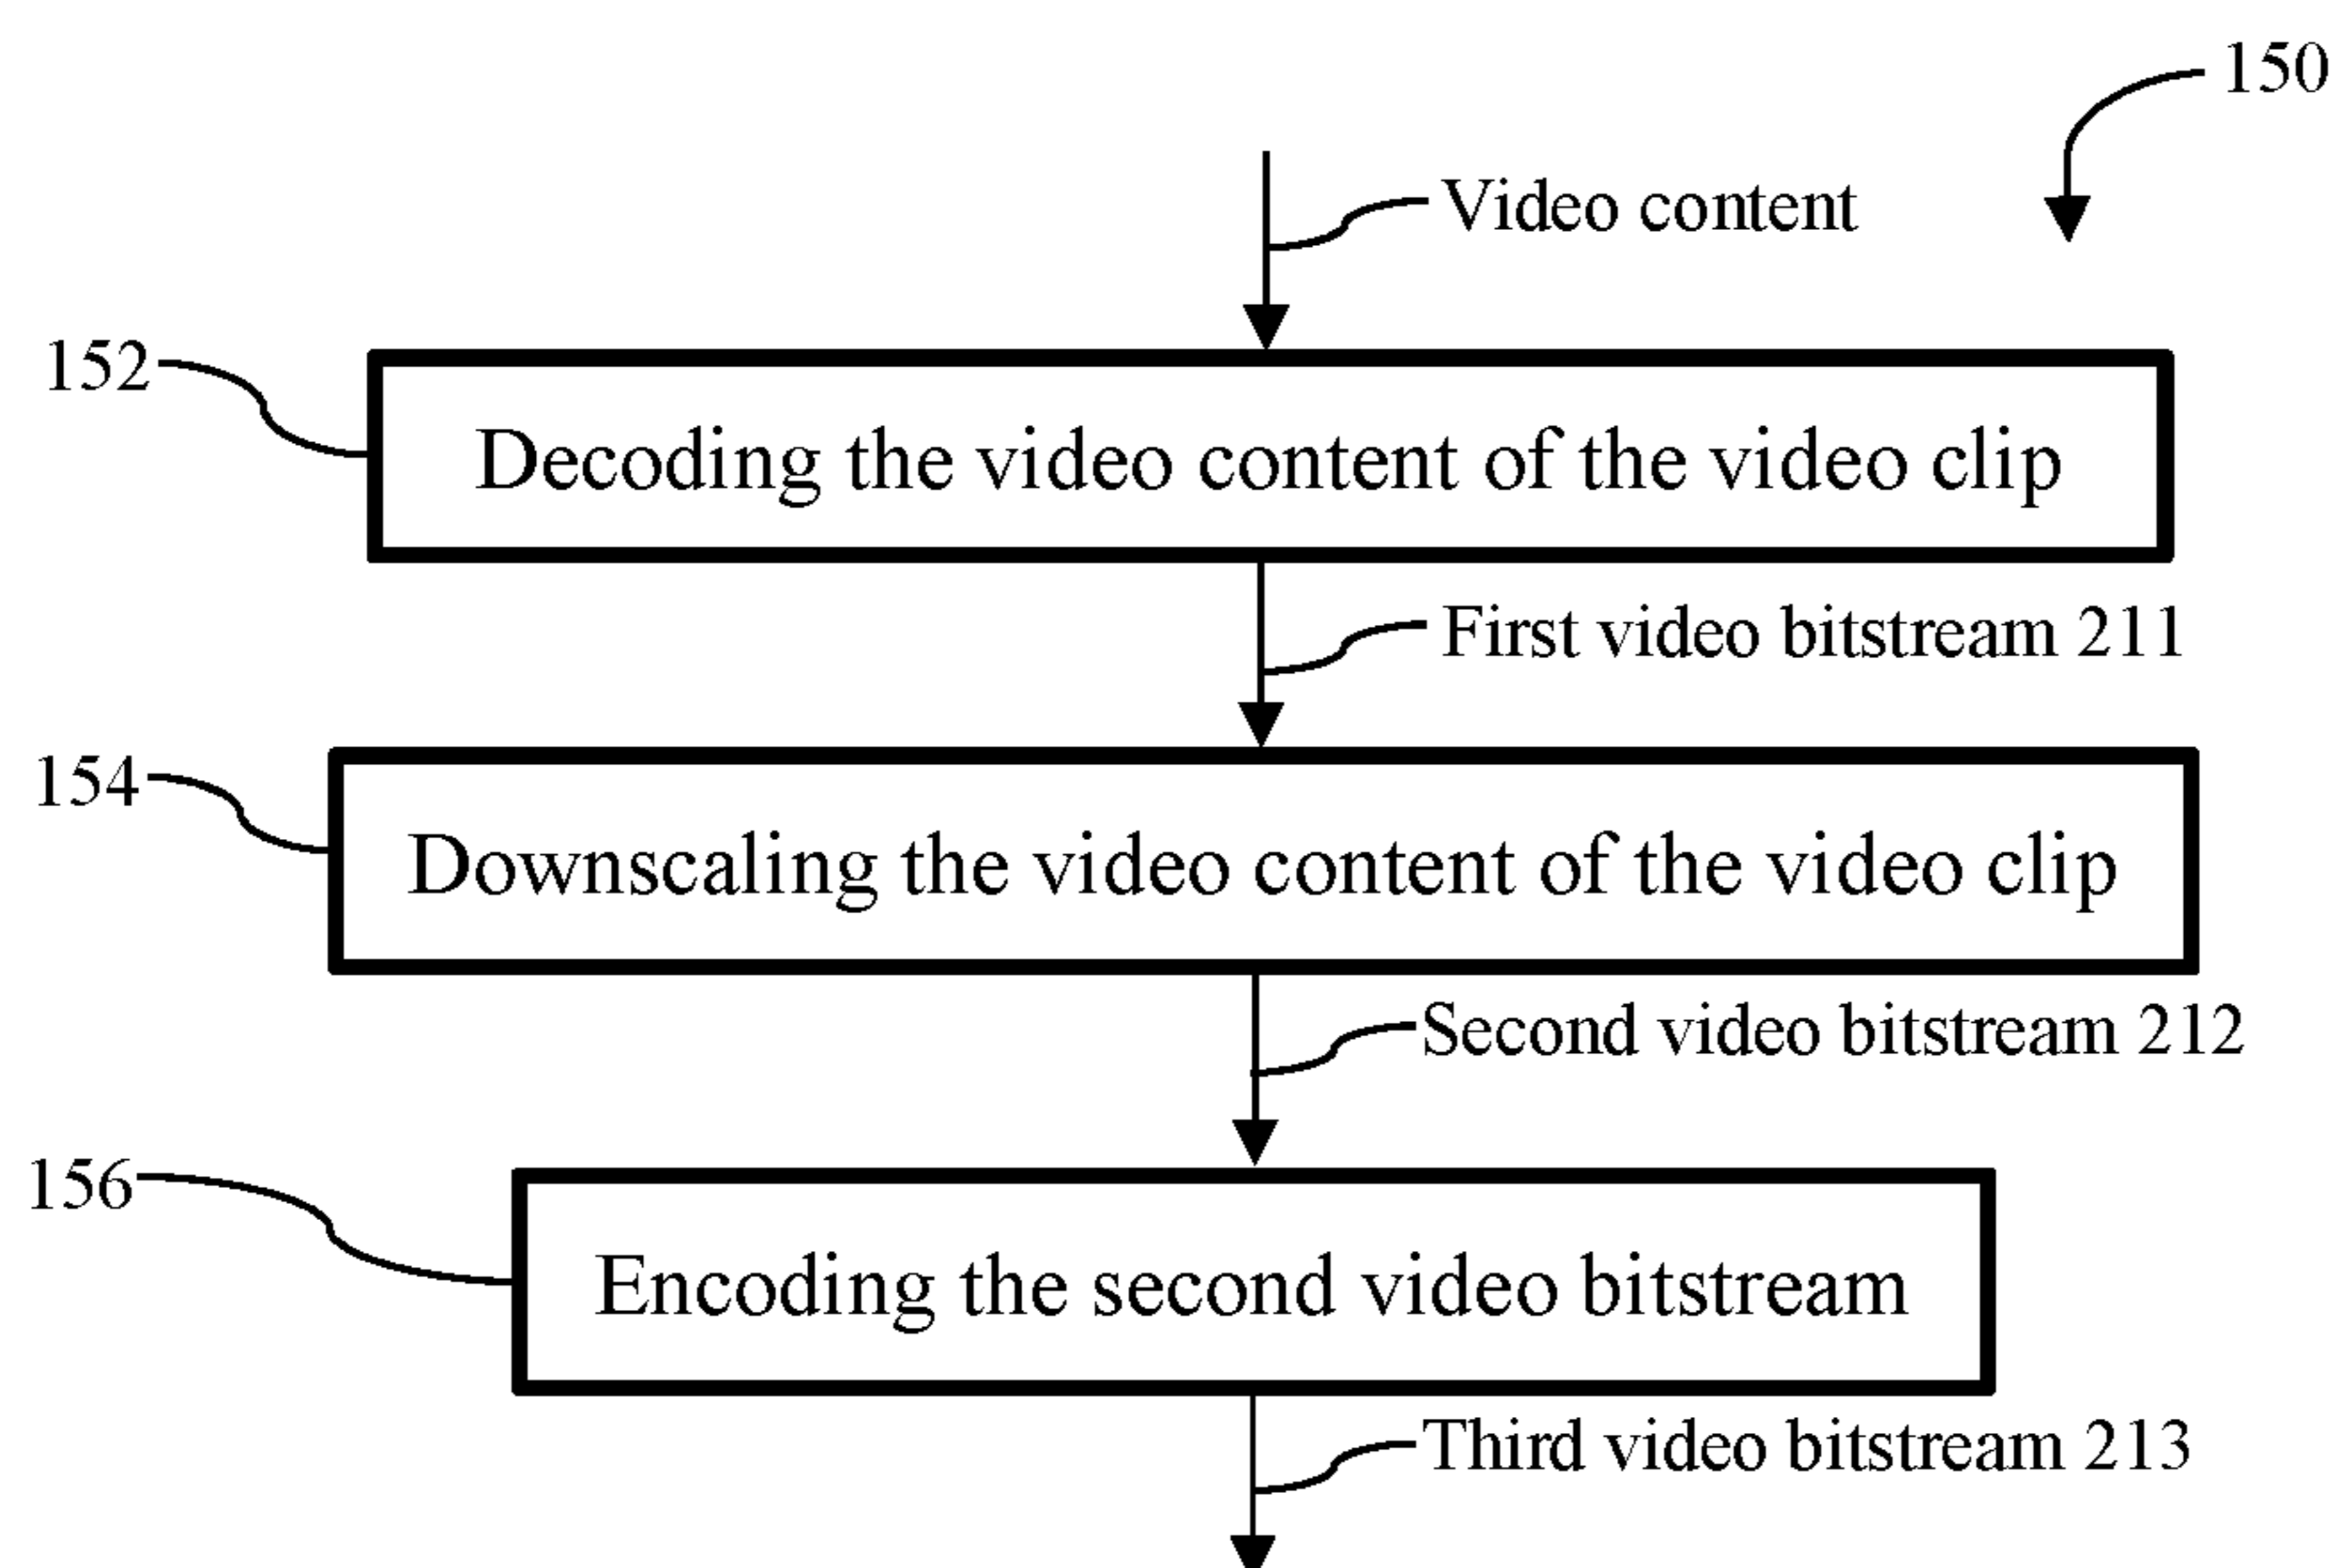 150
Video content
152
Decoding the video content of the video clip
First video bitstream 211
154
Downscaling the video content of the video clip
Second video bitstream 212
156
Encoding the second video bitstream
Third video bitstream 213